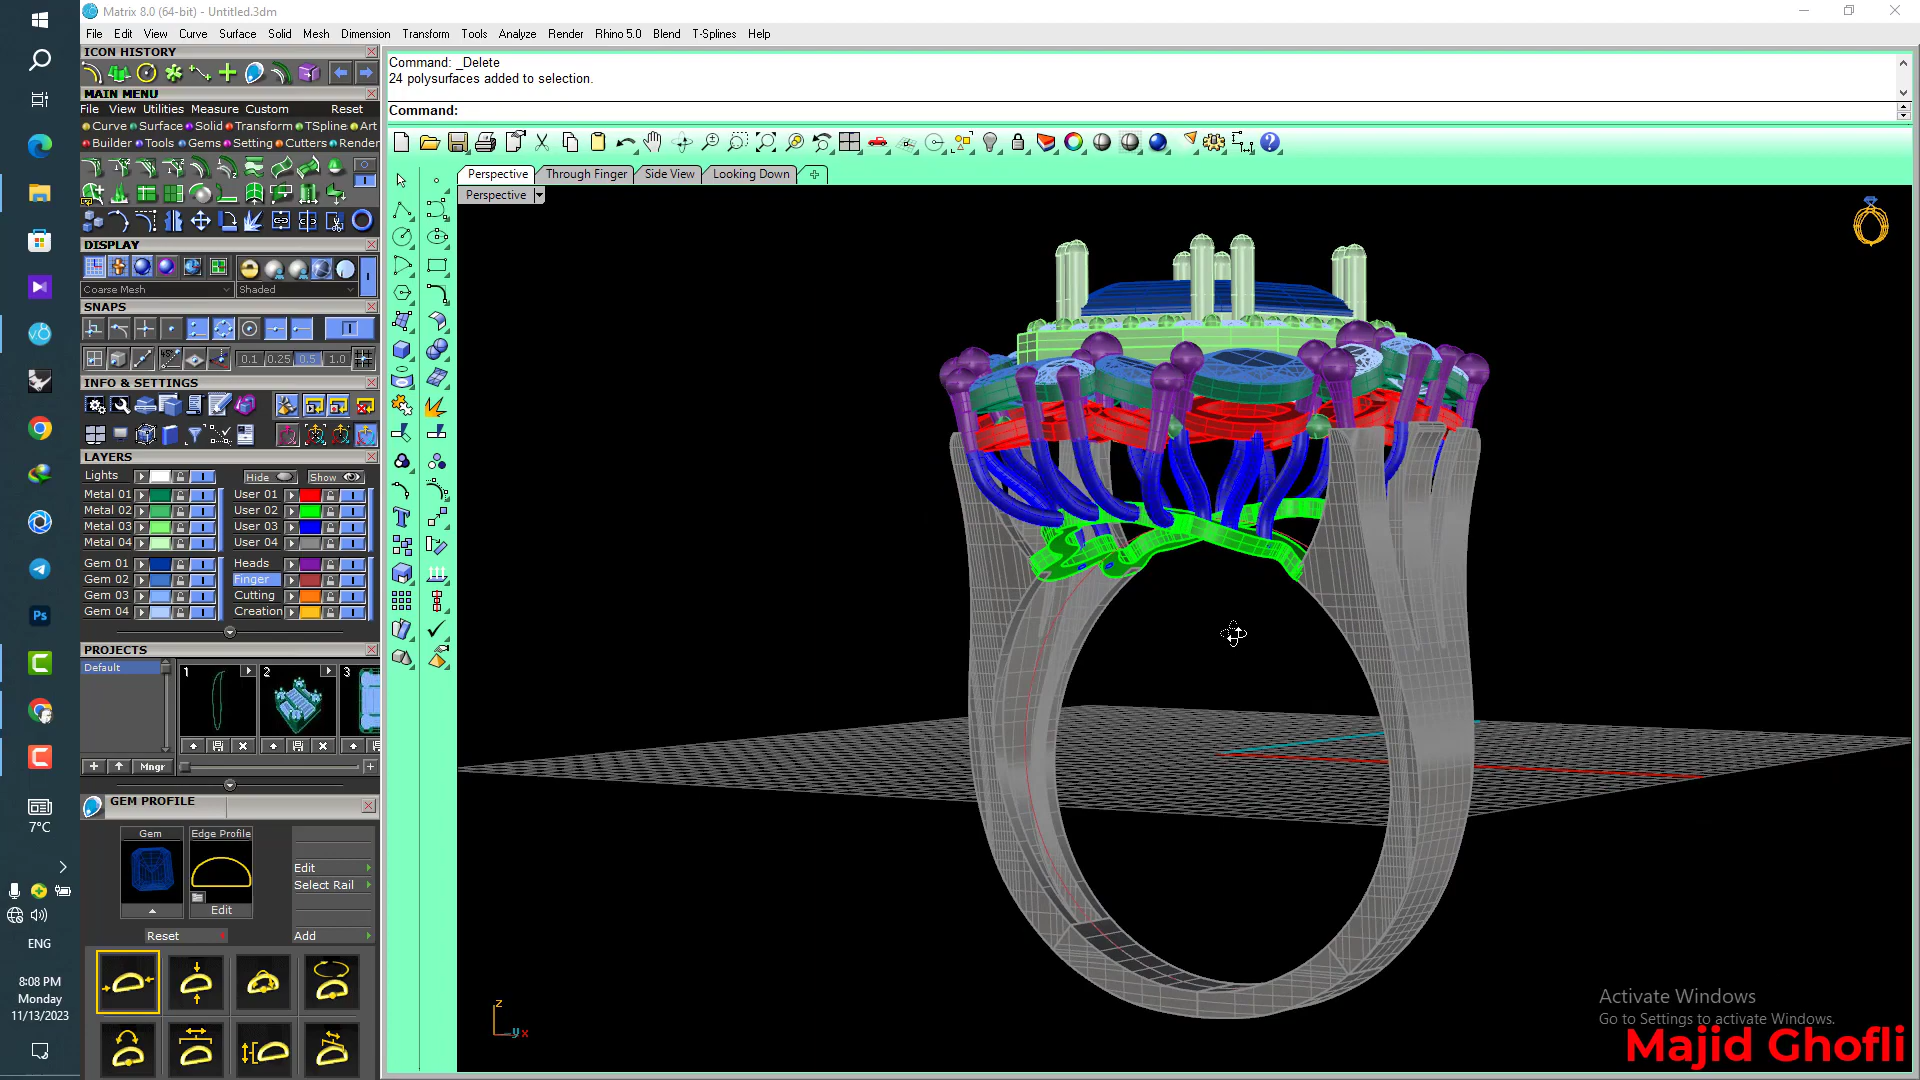 Matrix 8.0 (64-bit) - Untitled.3dm
File Edit View Curve Surface Solid Mesh Dimension Transform Tools Analyze Render Rhino 5.0 Blend T-Splines Help
ICON HISTORY
MAIN MENU
File View Utilities Measure Custom Reset
Curve Surface Solid Transform TSpline Art
Builder Tools Gems Setting Cutters Render
DISPLAY
Coarse Mesh Shaded
SNAPS
0.1 0.25 0.5 1.0
INFO & SETTINGS
LAYERS
Lights Hide Show
Metal 01 User 01
Metal 02 User 02
Metal 03 User 03
Metal 04 User 04
Gem 01 Heads
Gem 02 Finger
Gem 03 Cutting
Gem 04 Creation
PROJECTS
Default
1 2 3
Mngr
GEM PROFILE
Gem Edge Profile
Edit
Select Rail
Edit
Reset Add
Command: _Delete
24 polysurfaces added to selection.
Command:
Perspective Through Finger Side View Looking Down
Perspective
z
y x
7°C
ENG
8:08 PM
Monday
11/13/2023
Activate Windows
Go to Settings to activate Windows.
Majid Ghofli